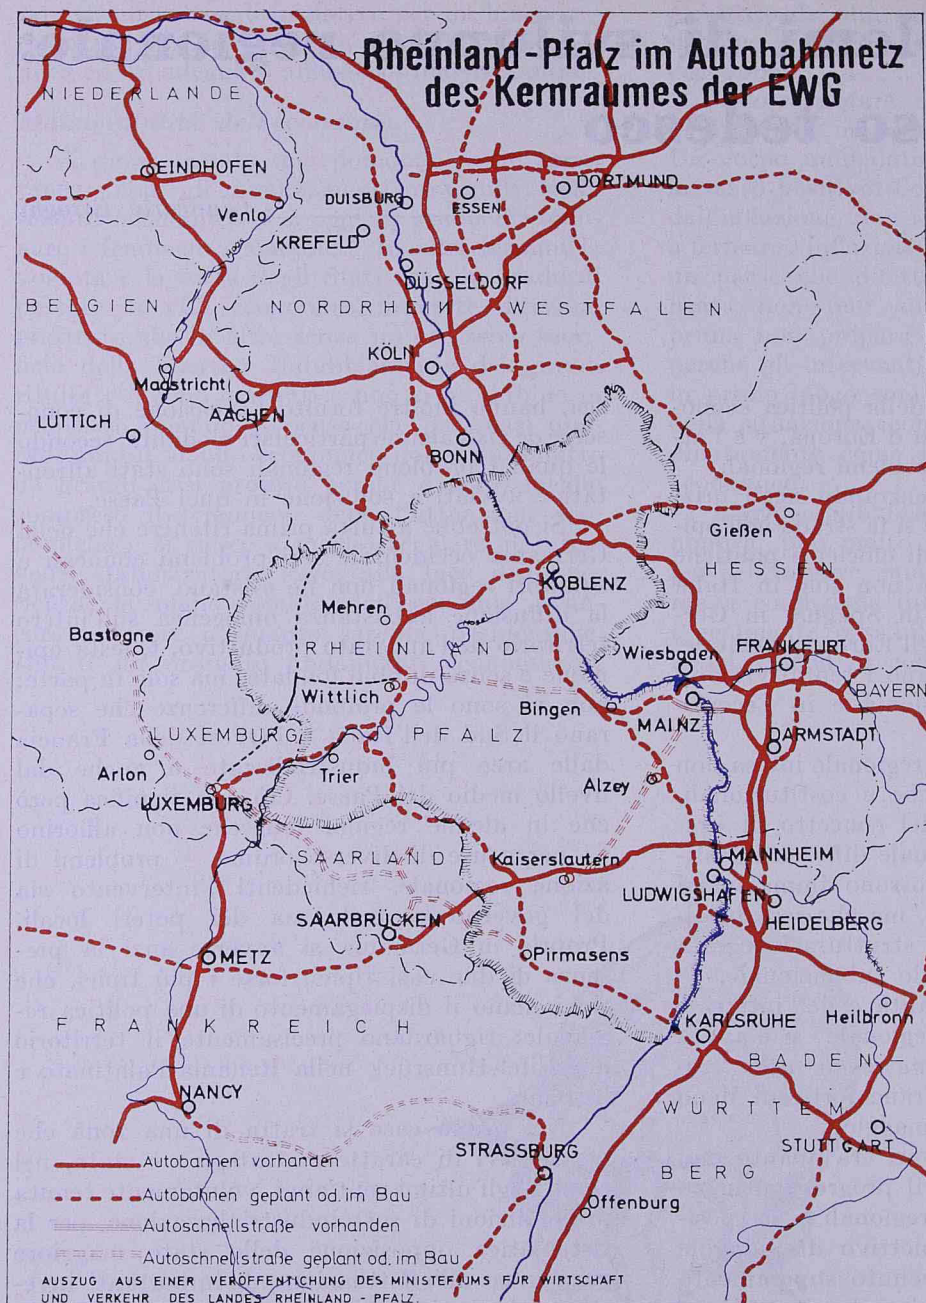 Rheinland-Pfalz im Autobahnnetz
des Kernraumes der EWG
NIEDERLANDE
EINDHOFEN
Venlo
DUISBURG
ESSEN
DORTMUND
KREFELD
DÜSSELDORF
BELGIEN
NORDRHEIN
WESTFALEN
KÖLN
Maastricht
AACHEN
LÜTTICH
BONN
Gießen
KOBLENZ
HESSEN
Mehren
Bastogne
RHEINLAND-
Wiesbaden
FRANKFURT
Wittlich
Bingen
MAINZ
BAYERN
LUXEMBURG
PFALZ
DARMSTADT
Arlon
Trier
LUXEMBURG
Alzey
SAARLAND
Kaiserslautern
MANNHEIM
LUDWIGSHAFEN
SAARBRÜCKEN
HEIDELBERG
METZ
Pirmasens
FRANKREICH
KARLSRUHE
Heilbronn
BADEN-
NANCY
WÜRTTEM-
STUTTGART
STRASSBURG
BERG
Offenburg
Autobahnen vorhanden
Autobahnen geplant od. im Bau
Autoschnellstraße vorhanden
Autoschnellstraße geplant od. im Bau
AUSZUG AUS EINER VERÖFFENTLICHUNG DES MINISTERIUMS FÜR WIRTSCHAFT
UND VERKEHR DES LANDES RHEINLAND-PFALZ.